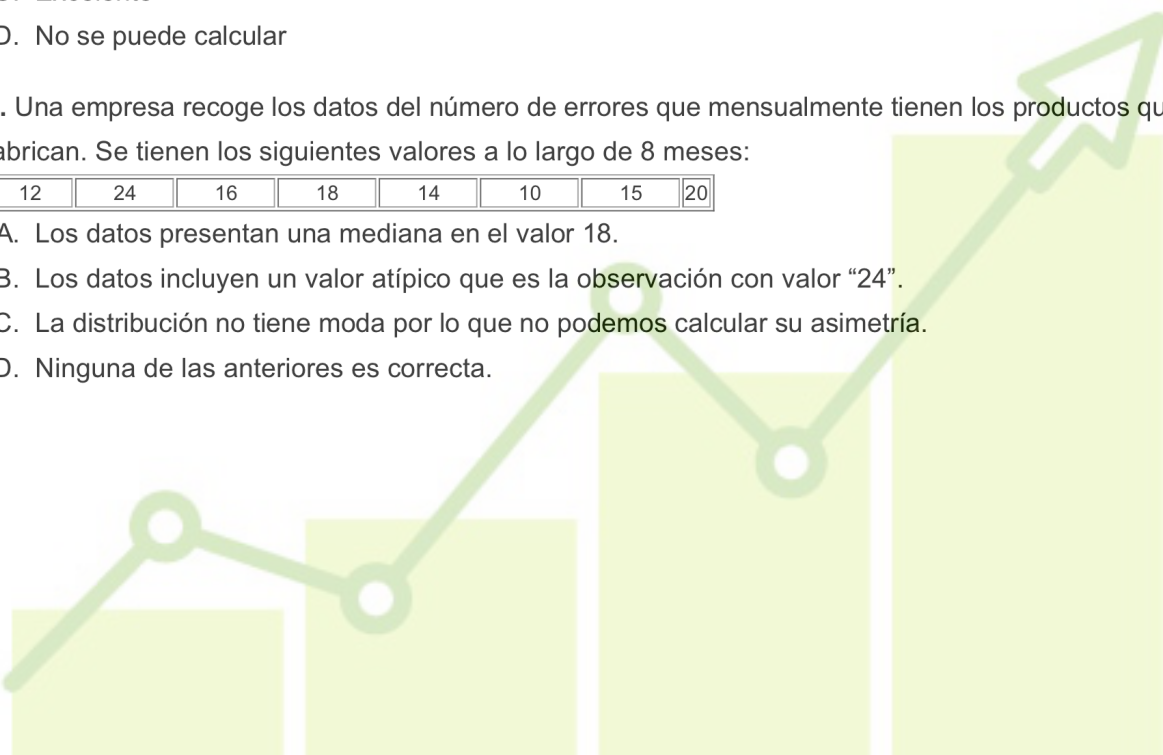 D. No se puede calcular
. Una empresa recoge los datos del número de errores que mensualmente tienen los productos qu
abrican. Se tienen los siguientes valores a lo largo de 8 meses:
12 24 16 18 14 10 15 20
A. Los datos presentan una mediana en el valor 18.
B. Los datos incluyen un valor atípico que es la observación con valor “24”.
C. La distribución no tiene moda por lo que no podemos calcular su asimetría.
D. Ninguna de las anteriores es correcta.